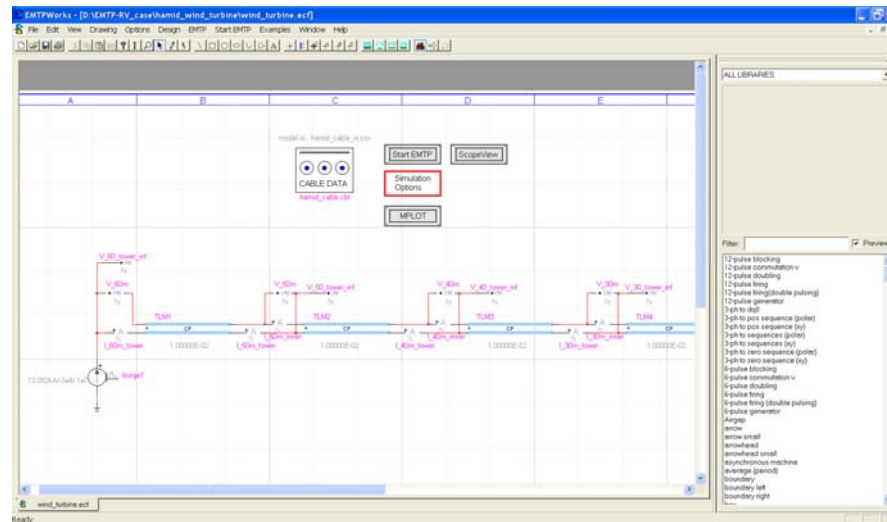 EMTPWorks - [D:\EMTP-RV_case\hamid_wind_turbine\wind_turbine.ecf]
File Edit View Drawing Options Design EMTP Start EMTP Examples Window Help
A B C D E
ALL LIBRARIES
model in: hamid_cable_rv.csv
Start EMTP ScopeView
CABLE DATA
hamid_cable.cbl
Simulation
Options
MPLOT
Filter: Preview
V_60_tower_inf
V_60m V_50m V_50_tower_inf V_40m V_40_tower_inf V_30m V_30_tower_inf
TLM1 TLM2 TLM3 TLM4
CP CP CP CP
I_60m_tower I_50m_tower I_50m_inner I_40m_tower I_40m_inner I_30m_tower I_30m_inner
1.00000E-02 1.00000E-02 1.00000E-02 1.00000E-02
Isurge1
12-pulse blocking
12-pulse commutation v
12-pulse doubling
12-pulse firing
12-pulse firing(double pulsing)
12-pulse generator
3-ph to dq0
3-ph to pos sequence (polar)
3-ph to pos sequence (xy)
3-ph to sequences (polar)
3-ph to sequences (xy)
3-ph to zero sequence (polar)
3-ph to zero sequence (xy)
6-pulse blocking
6-pulse commutation v
6-pulse doubling
6-pulse firing
6-pulse firing (double pulsing)
6-pulse generator
Airgap
arrow
arrow small
arrowhead
arrowhead small
asynchronous machine
average (period)
boundary
boundary left
boundary right
wind_turbine.ecf
Ready